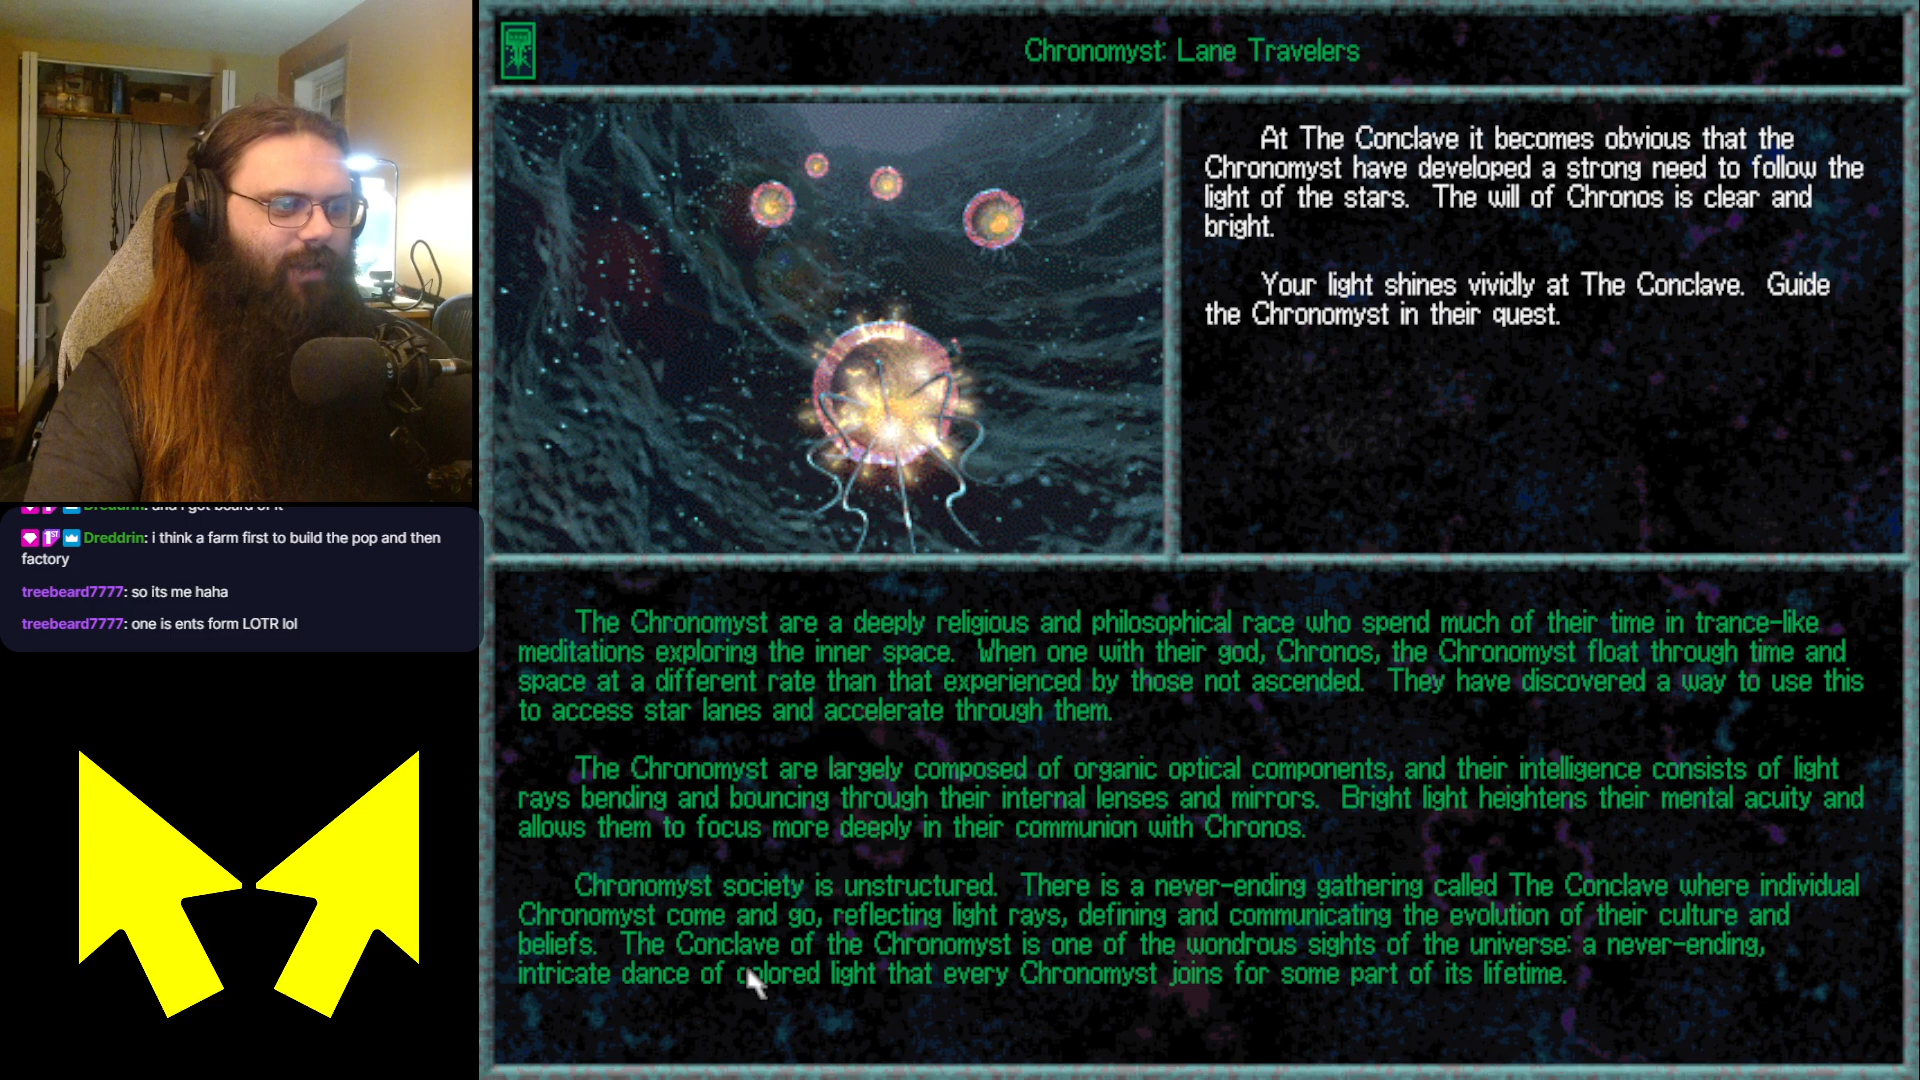 Chronomyst: Lane Travelers
At The Conclave it becomes obvious that the
Chronomyst have developed a strong need to follow the
light of the stars. The will of Chronos is clear and
bright.
Your light shines vividly at The Conclave. Guide
the Chronomyst in their quest.
Dreddrin: and i got board of it
Dreddrin: i think a farm first to build the pop and then
factory
treebeard7777: so its me haha
treebeard7777: one is ents form LOTR lol
The Chronomyst are a deeply religious and philosophical race who spend much of their time in trance-like
meditations exploring the inner space. When one with their god, Chronos, the Chronomyst float through time and
space at a different rate than that experienced by those not ascended. They have discovered a way to use this
to access star lanes and accelerate through them.
The Chronomyst are largely composed of organic optical components, and their intelligence consists of light
rays bending and bouncing through their internal lenses and mirrors. Bright light heightens their mental acuity and
allows them to focus more deeply in their communion with Chronos.
Chronomyst society is unstructured. There is a never-ending gathering called The Conclave where individual
Chronomyst come and go, reflecting light rays, defining and communicating the evolution of their culture and
beliefs. The Conclave of the Chronomyst is one of the wondrous sights of the universe: a never-ending,
intricate dance of colored light that every Chronomyst joins for some part of its lifetime.